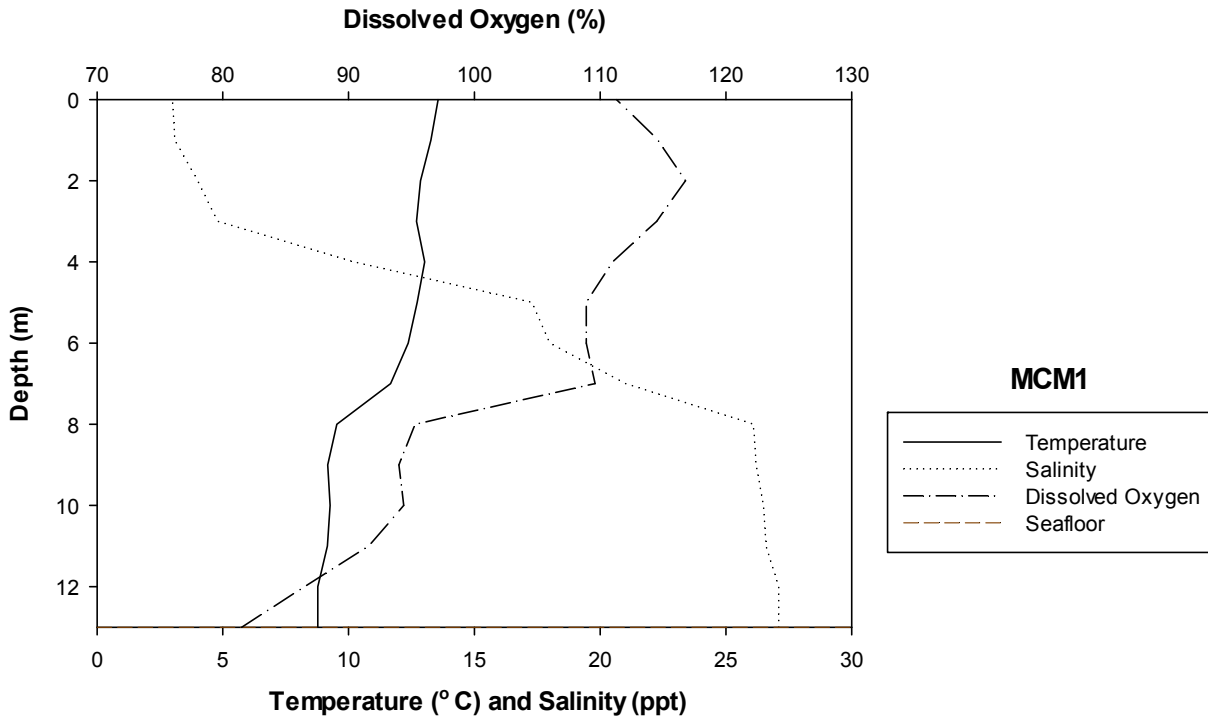 Dissolved Oxygen (%)
70 80 90 100 110 120 130
Depth (m)
0
2
4
6
8
10
12
0 5 10 15 20 25 30
Temperature (° C) and Salinity (ppt)
MCM1
Temperature
Salinity
Dissolved Oxygen
Seafloor